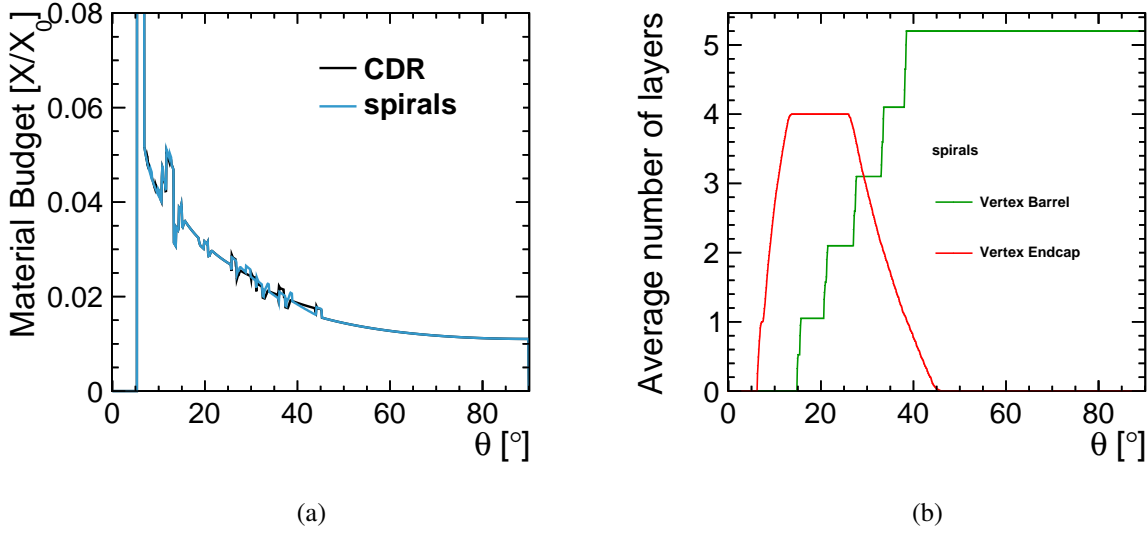 Material Budget [X/X0]
0.08
0.06
0.04
0.02
0
CDR
spirals
0 20 40 60 80
θ [°]
(a)
Average number of layers
5
4
3
2
1
0
spirals
Vertex Barrel
Vertex Endcap
0 20 40 60 80
θ [°]
(b)